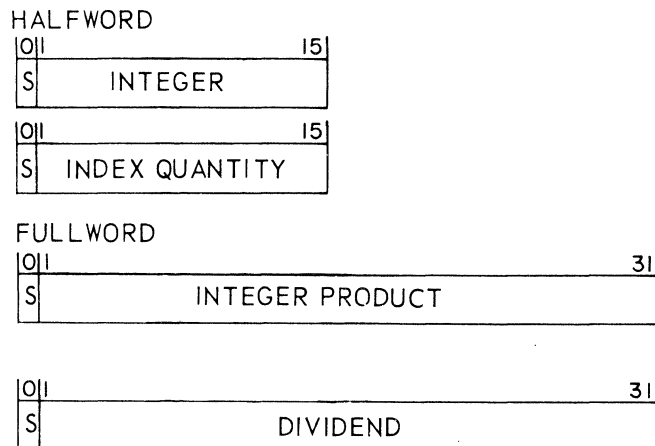 HALFWORD
0 1 15
S INTEGER
0 1 15
S INDEX QUANTITY
FULLWORD
0 1 31
S INTEGER PRODUCT
0 1 31
S DIVIDEND